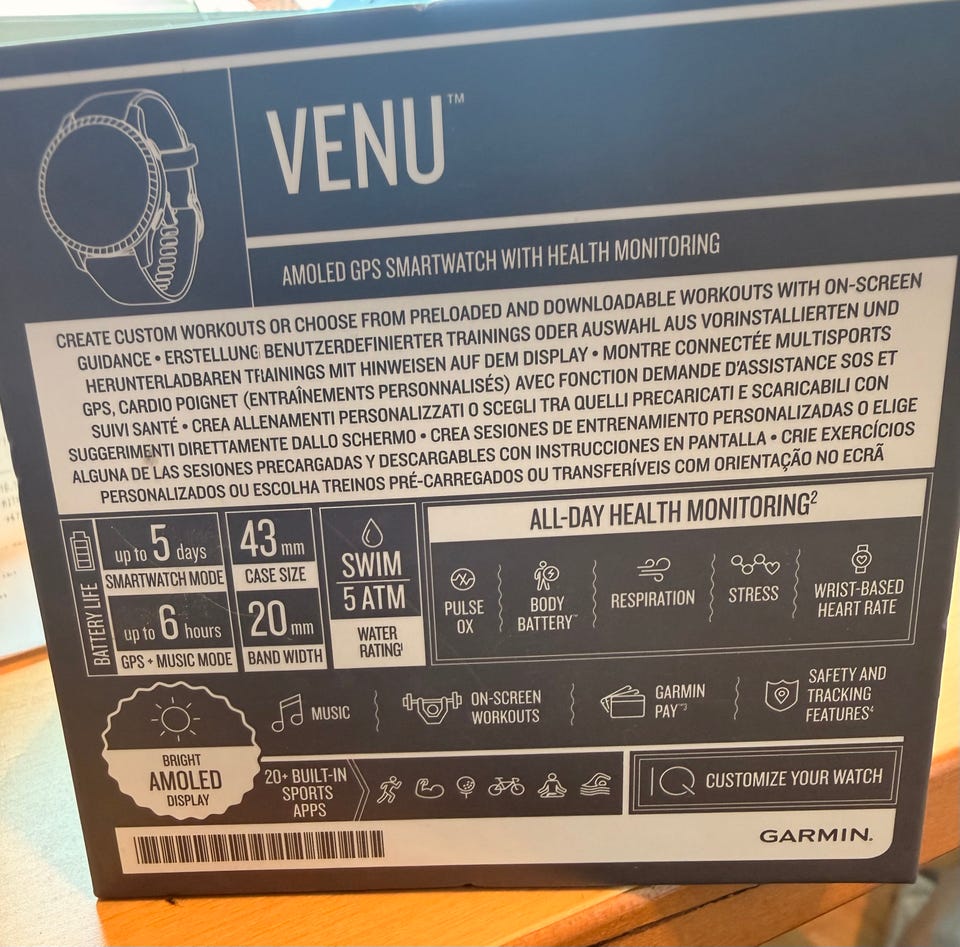 VENU™
AMOLED GPS SMARTWATCH WITH HEALTH MONITORING
CREATE CUSTOM WORKOUTS OR CHOOSE FROM PRELOADED AND DOWNLOADABLE WORKOUTS WITH ON-SCREEN
GUIDANCE • ERSTELLUNG BENUTZERDEFINIERTER TRAININGS ODER AUSWAHL AUS VORINSTALLIERTEN UND
HERUNTERLADBAREN TRAININGS MIT HINWEISEN AUF DEM DISPLAY • MONTRE CONNECTÉE MULTISPORTS
GPS, CARDIO POIGNET (ENTRAÎNEMENTS PERSONNALISÉS) AVEC FONCTION DEMANDE D'ASSISTANCE SOS ET
SUIVI SANTÉ • CREA ALLENAMENTI PERSONALIZZATI O SCEGLI TRA QUELLI PRECARICATI E SCARICABILI CON
SUGGERIMENTI DIRETTAMENTE DALLO SCHERMO • CREA SESIONES DE ENTRENAMIENTO PERSONALIZADAS O ELIGE
ALGUNA DE LAS SESIONES PRECARGADAS Y DESCARGABLES CON INSTRUCCIONES EN PANTALLA • CRIE EXERCÍCIOS
PERSONALIZADOS OU ESCOLHA TREINOS PRÉ-CARREGADOS OU TRANSFERÍVEIS COM ORIENTAÇÃO NO ECRÃ
BATTERY LIFE
up to 5 days
SMARTWATCH MODE
up to 6 hours
GPS + MUSIC MODE
43 mm
CASE SIZE
20 mm
BAND WIDTH
SWIM
5 ATM
WATER
RATING¹
ALL-DAY HEALTH MONITORING²
PULSE
OX
BODY
BATTERY™
RESPIRATION
STRESS
WRIST-BASED
HEART RATE
BRIGHT
AMOLED
DISPLAY
MUSIC
ON-SCREEN
WORKOUTS
GARMIN
PAY™³
SAFETY AND
TRACKING
FEATURES⁴
20+ BUILT-IN
SPORTS
APPS
IQ CUSTOMIZE YOUR WATCH
GARMIN.